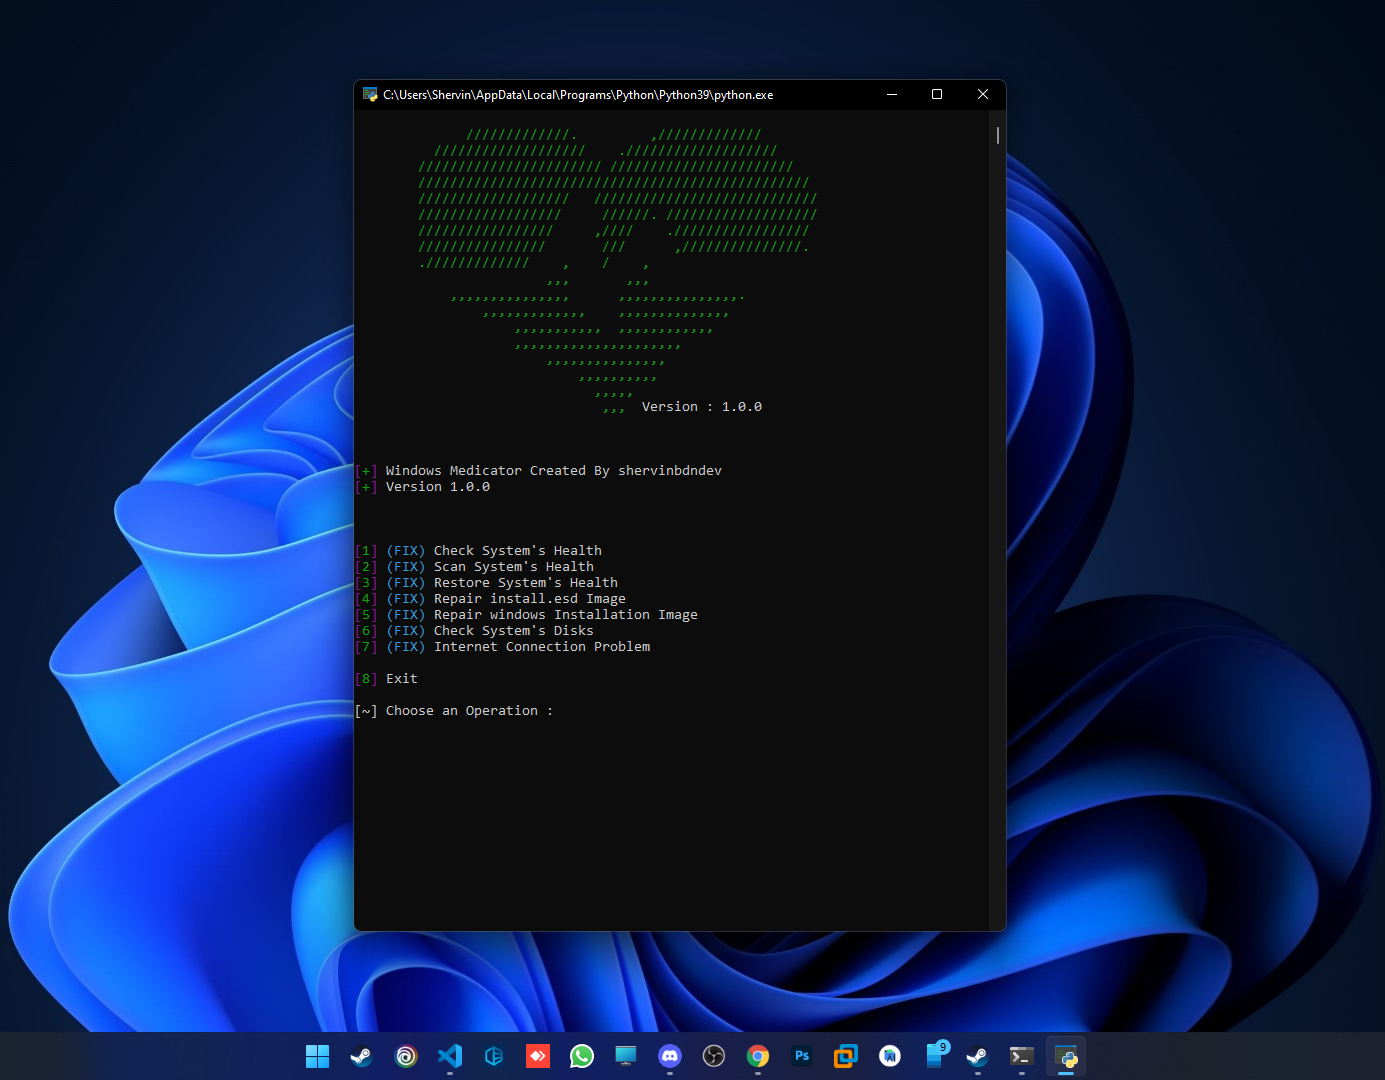 C:\Users\Shervin\AppData\Local\Programs\Python\Python39\python.exe
Version : 1.0.0
[+] Windows Medicator Created By shervinbdndev
[+] Version 1.0.0
[1] (FIX) Check System's Health
[2] (FIX) Scan System's Health
[3] (FIX) Restore System's Health
[4] (FIX) Repair install.esd Image
[5] (FIX) Repair windows Installation Image
[6] (FIX) Check System's Disks
[7] (FIX) Internet Connection Problem
[8] Exit
[~] Choose an Operation :
Ps
9